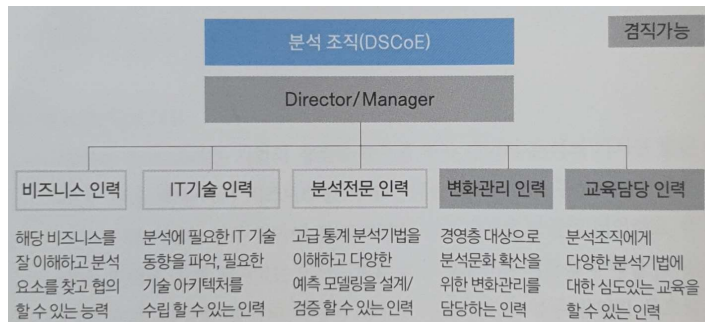 분석 조직(DSCoE)
겸직가능
Director/Manager
비즈니스 인력
IT기술 인력
분석전문 인력
변화관리 인력
교육담당 인력
해당 비즈니스를
잘 이해하고 분석
요소를 찾고 협의
할 수 있는 능력
분석에 필요한 IT 기술
동향을 파악, 필요한
기술 아키텍처를
수립 할 수 있는 인력
고급 통계 분석기법을
이해하고 다양한
예측 모델링을 설계/
검증 할 수 있는 인력
경영층 대상으로
분석문화 확산을
위한 변화관리를
담당하는 인력
분석조직에게
다양한 분석기법에
대한 심도있는 교육을
할 수 있는 인력